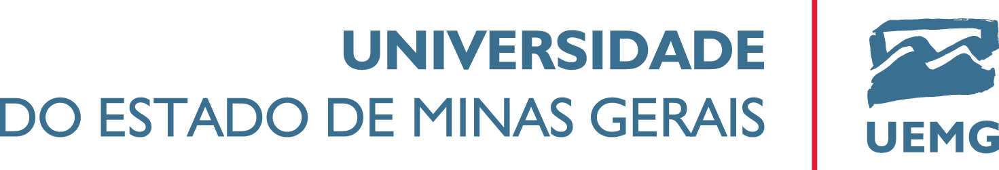 UNIVERSIDADE
DO ESTADO DE MINAS GERAIS
UEMG